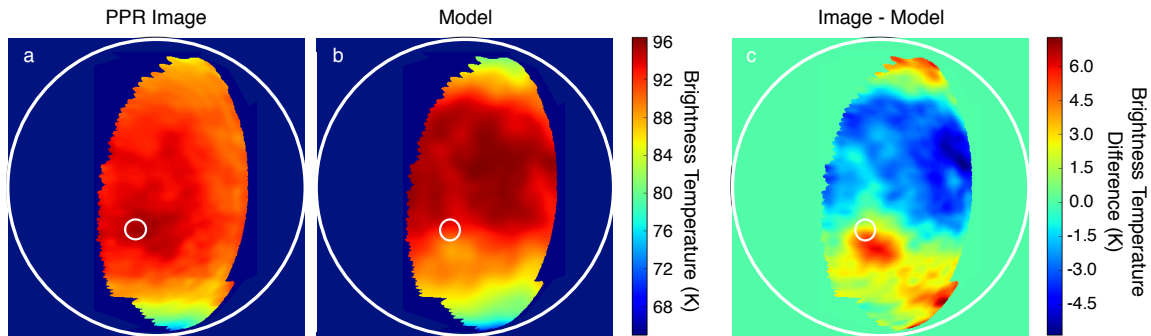 PPR Image
Model
Image - Model
a
b
c
96
92
88
84
80
76
72
68
Brightness Temperature (K)
6.0
4.5
3.0
1.5
0.0
-1.5
-3.0
-4.5
Brightness Temperature
Difference (K)